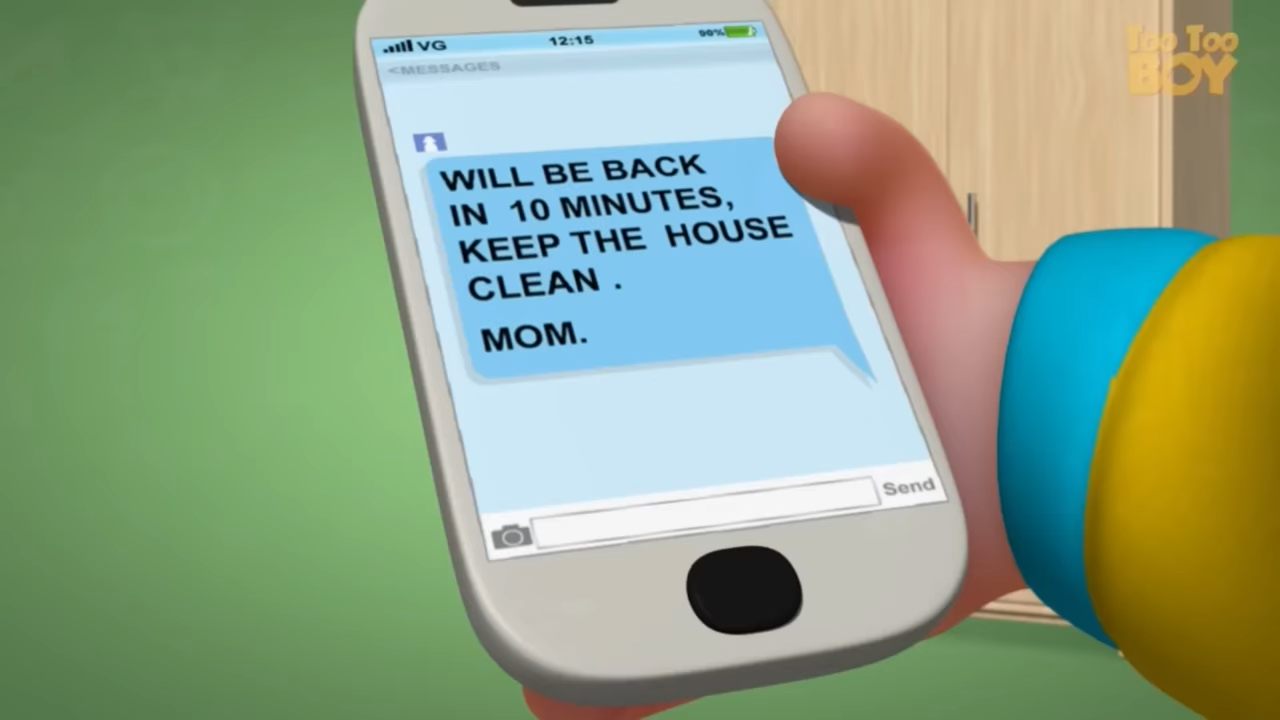 VG 12:15 90%
<MESSAGES
WILL BE BACK
IN 10 MINUTES,
KEEP THE HOUSE
CLEAN .
MOM.
Send
Too Too
BOY